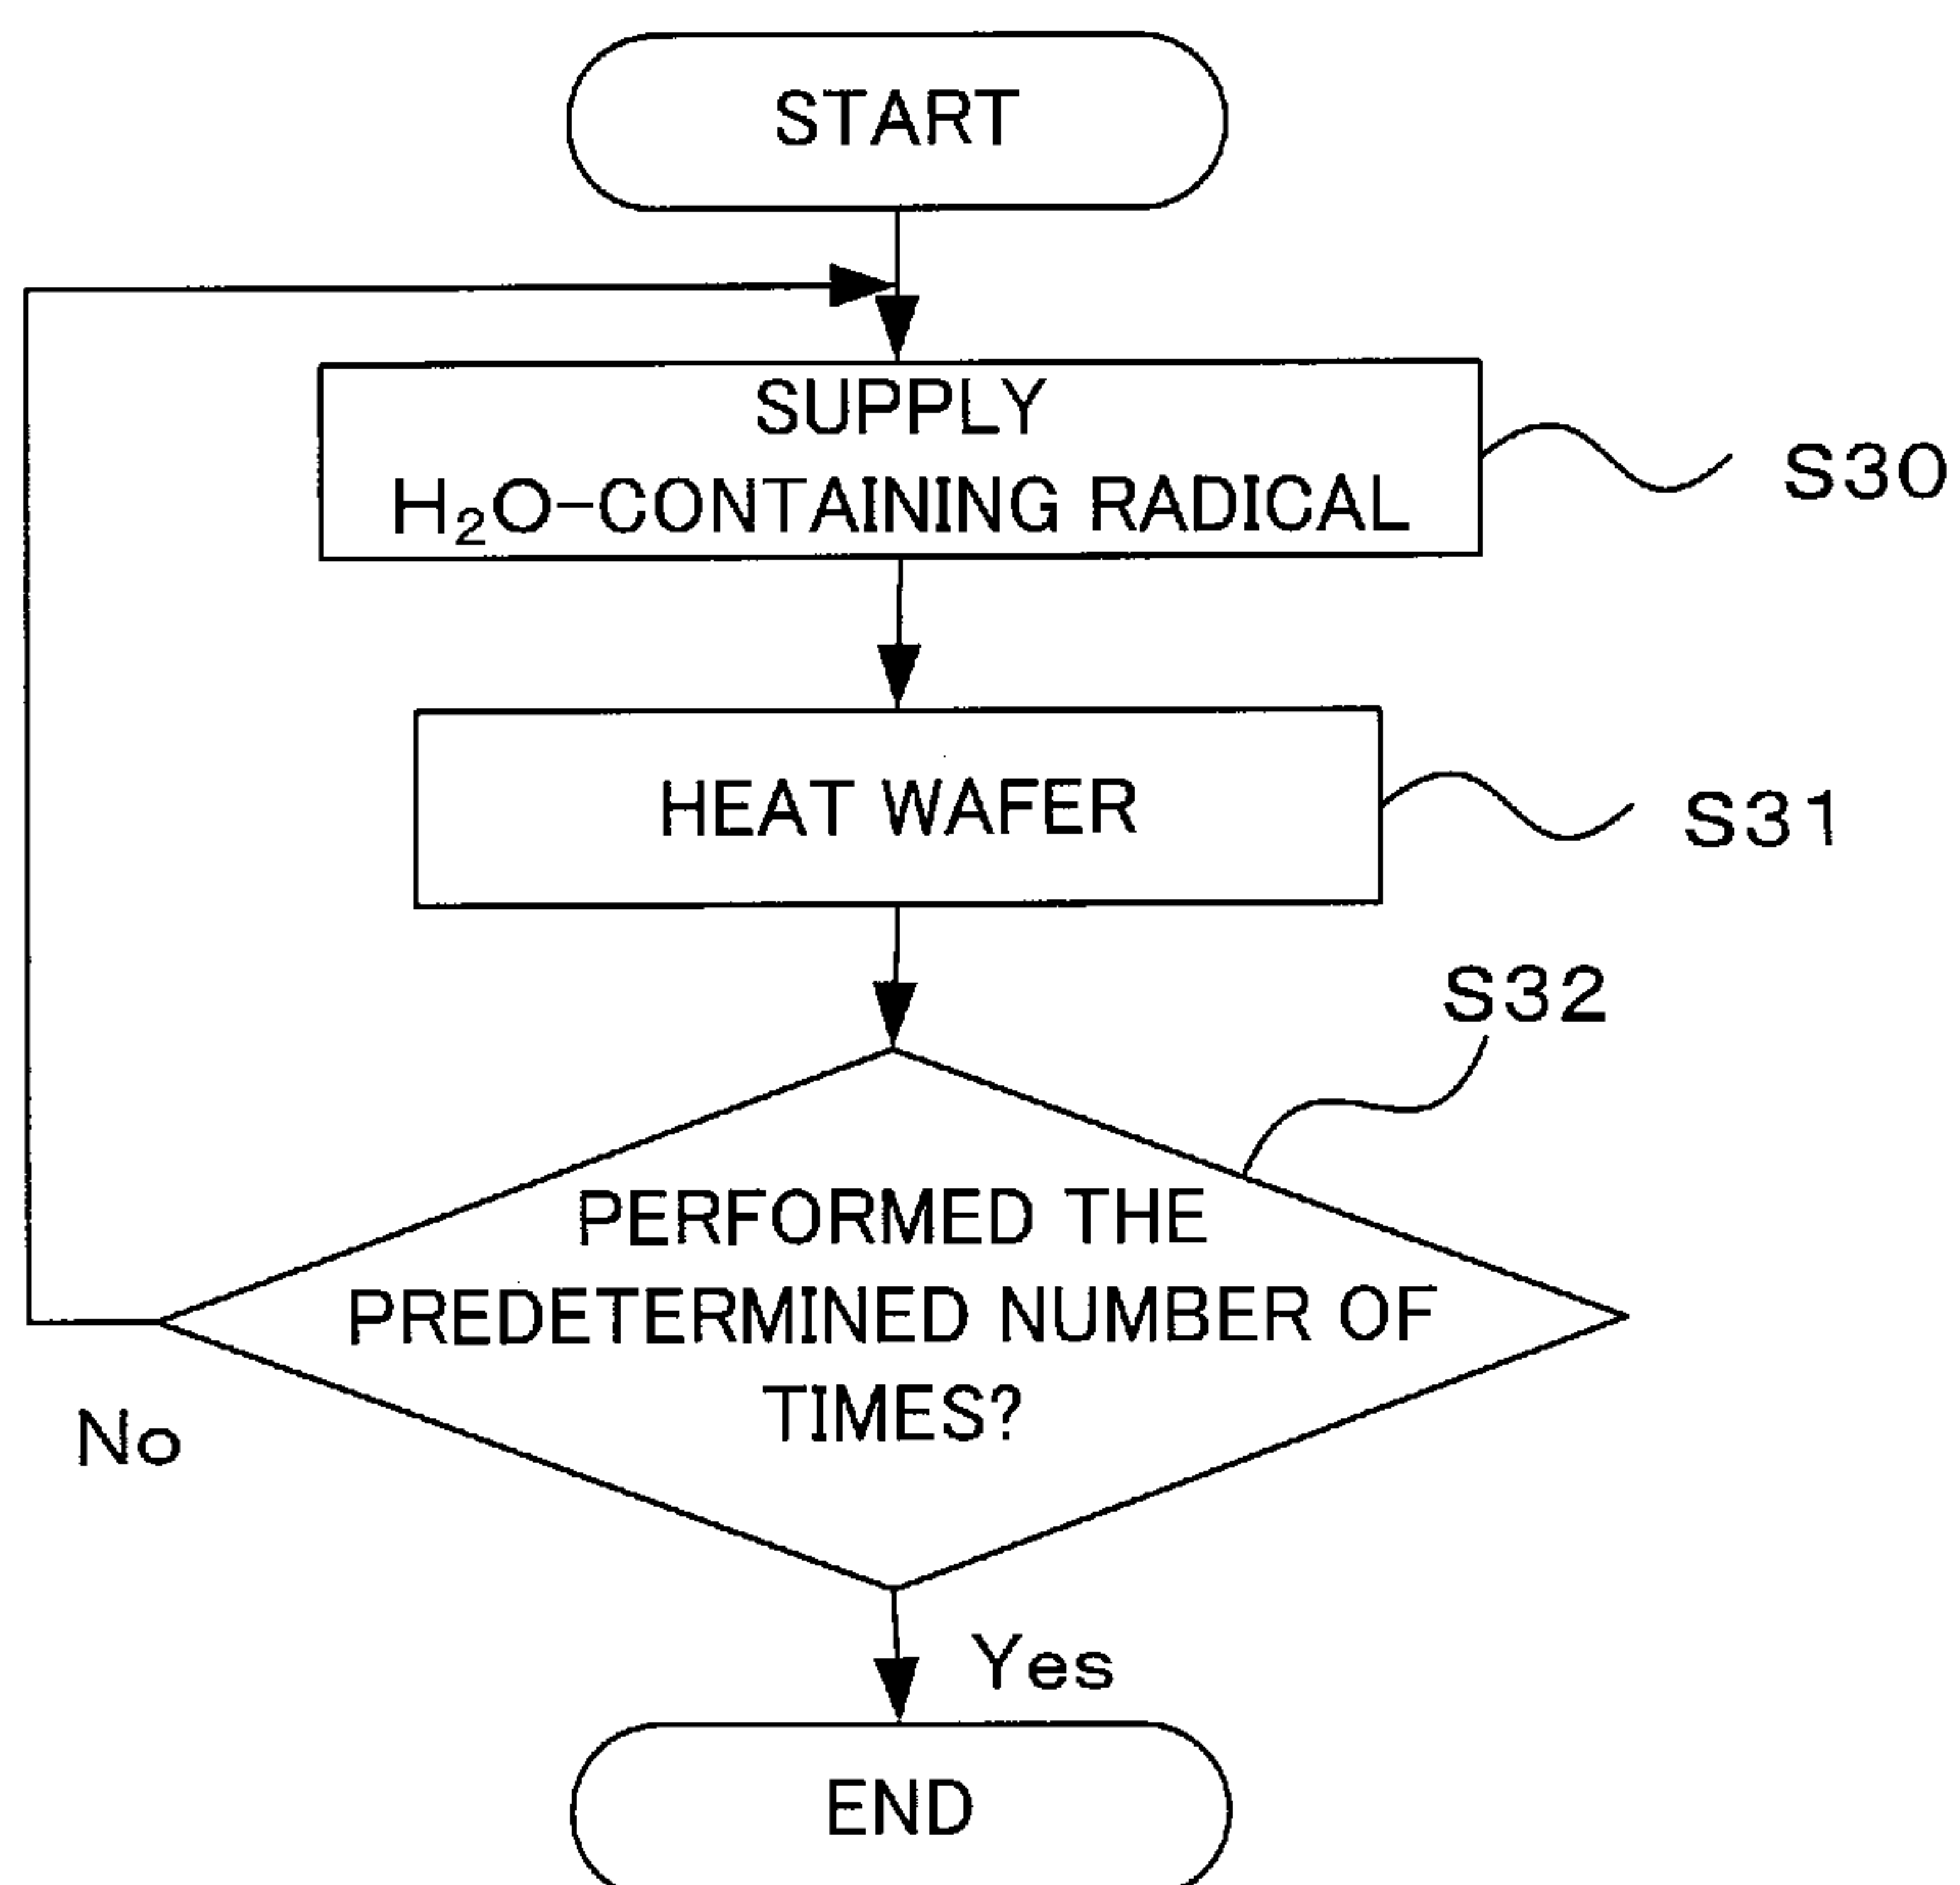 START
SUPPLY
H₂O-CONTAINING RADICAL
S30
HEAT WAFER
S31
S32
PERFORMED THE
PREDETERMINED NUMBER OF
TIMES?
No
Yes
END